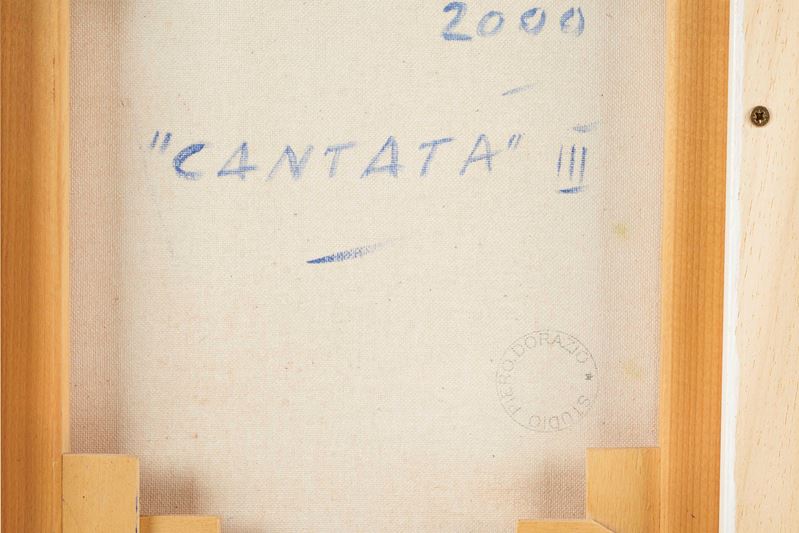 2000
"CANTATA" III
STUDIO PIERO DORAZIO *